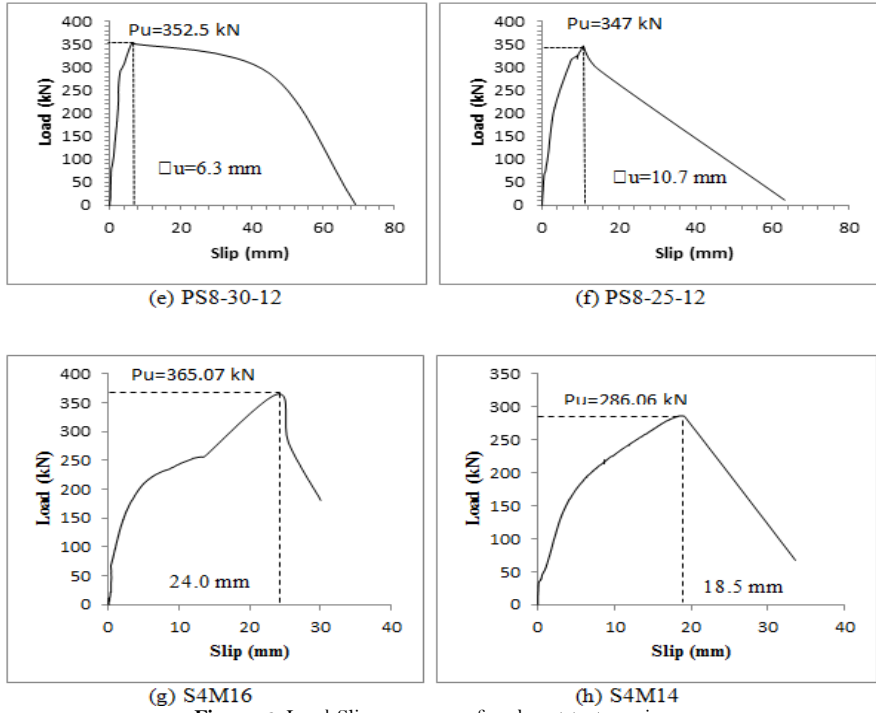 Pu=352.5 kN
400
350
300
250
200
150
100
50
0
Load (kN)
□u=6.3 mm
0 20 40 60 80
Slip (mm)
(e) PS8-30-12
Pu=347 kN
400
350
300
250
200
150
100
50
0
Load (kN)
□u=10.7 mm
0 20 40 60 80
Slip (mm)
(f) PS8-25-12
Pu=365.07 kN
400
350
300
250
200
150
100
50
0
Load (kN)
24.0 mm
0 10 20 30 40
Slip (mm)
(g) S4M16
Pu=286.06 kN
350
300
250
200
150
100
50
0
Load (kN)
18.5 mm
0 10 20 30 40
Slip (mm)
(h) S4M14